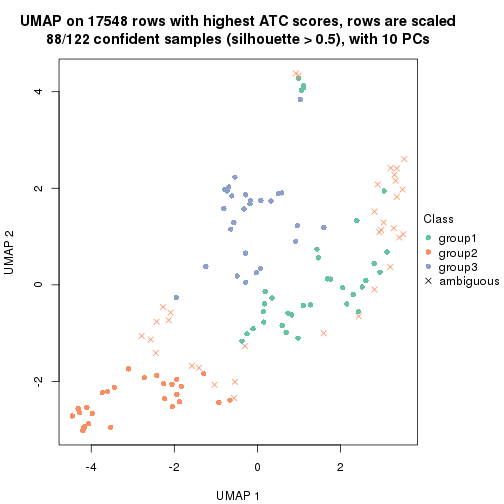 UMAP on 17548 rows with highest ATC scores, rows are scaled
88/122 confident samples (silhouette > 0.5), with 10 PCs
4
2
0
-2
UMAP 2
-4
-2
0
2
UMAP 1
Class
group1
group2
group3
ambiguous